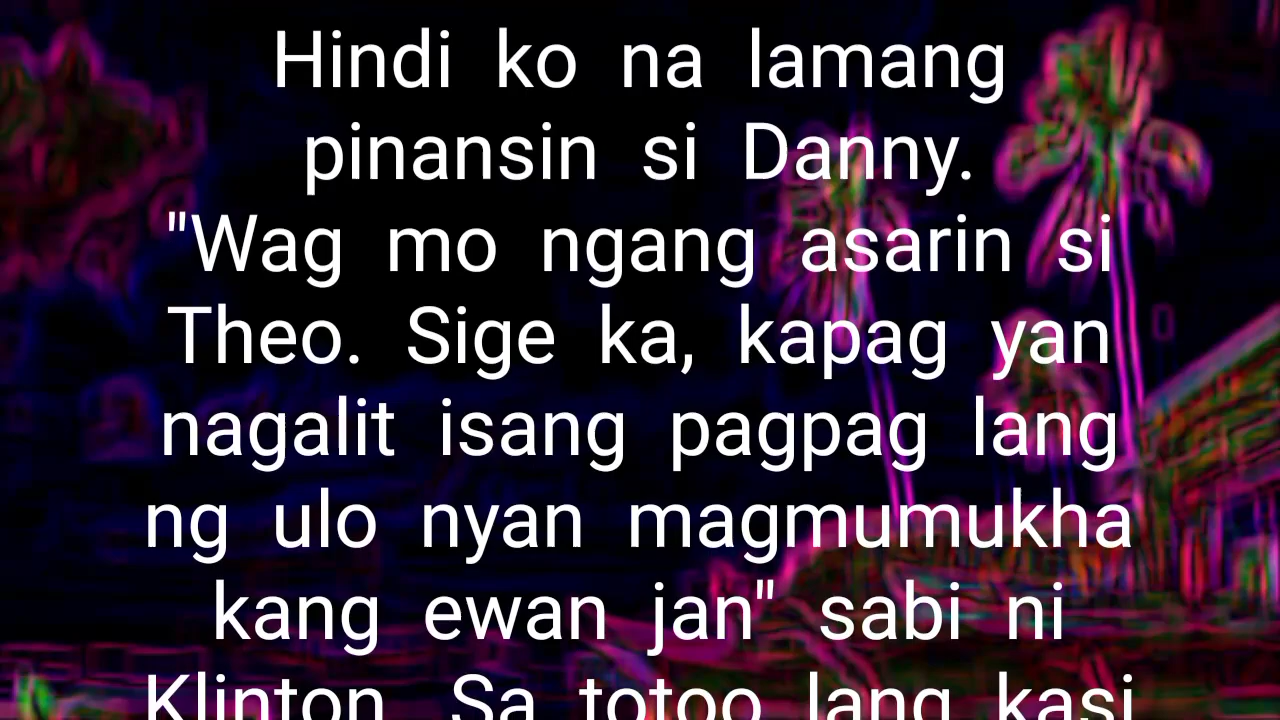 Hindi ko na lamang
pinansin si Danny.
"Wag mo ngang asarin si
Theo. Sige ka, kapag yan
nagalit isang pagpag lang
ng ulo nyan magmumukha
kang ewan jan" sabi ni
Klinton. Sa totoo lang kasi